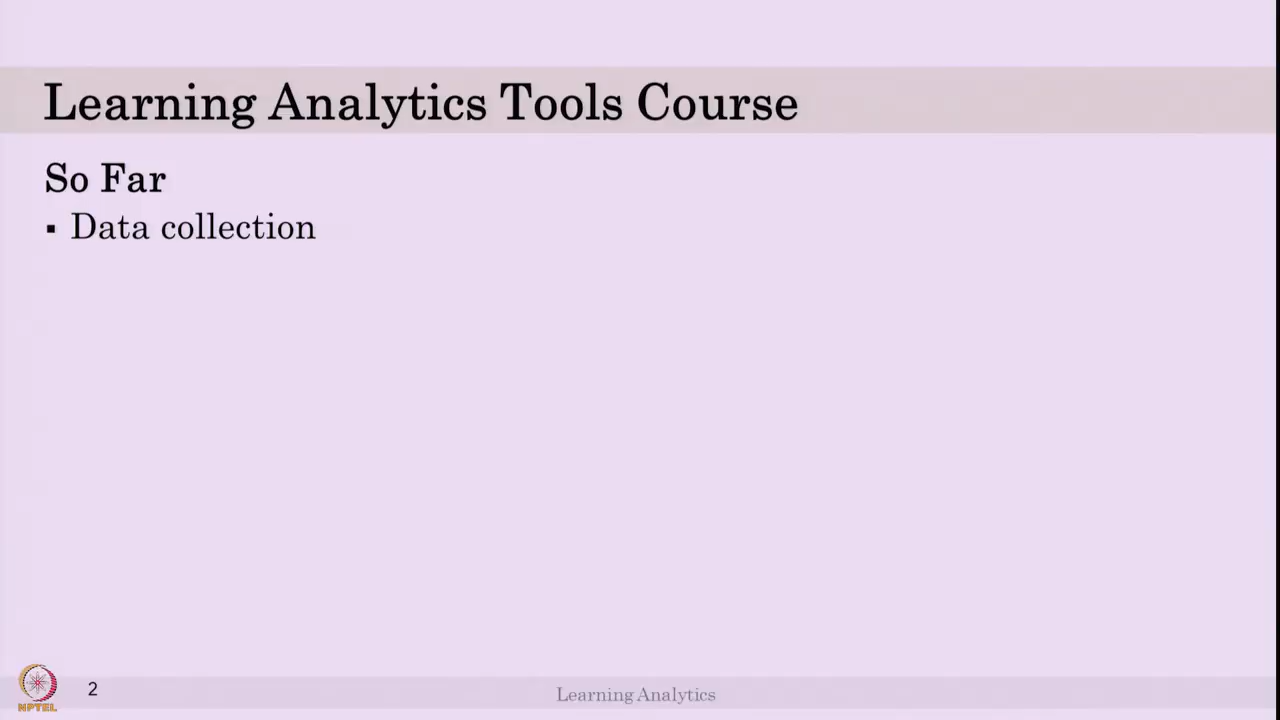 Learning Analytics Tools Course
So Far
▪ Data collection
NPTEL
2
Learning Analytics